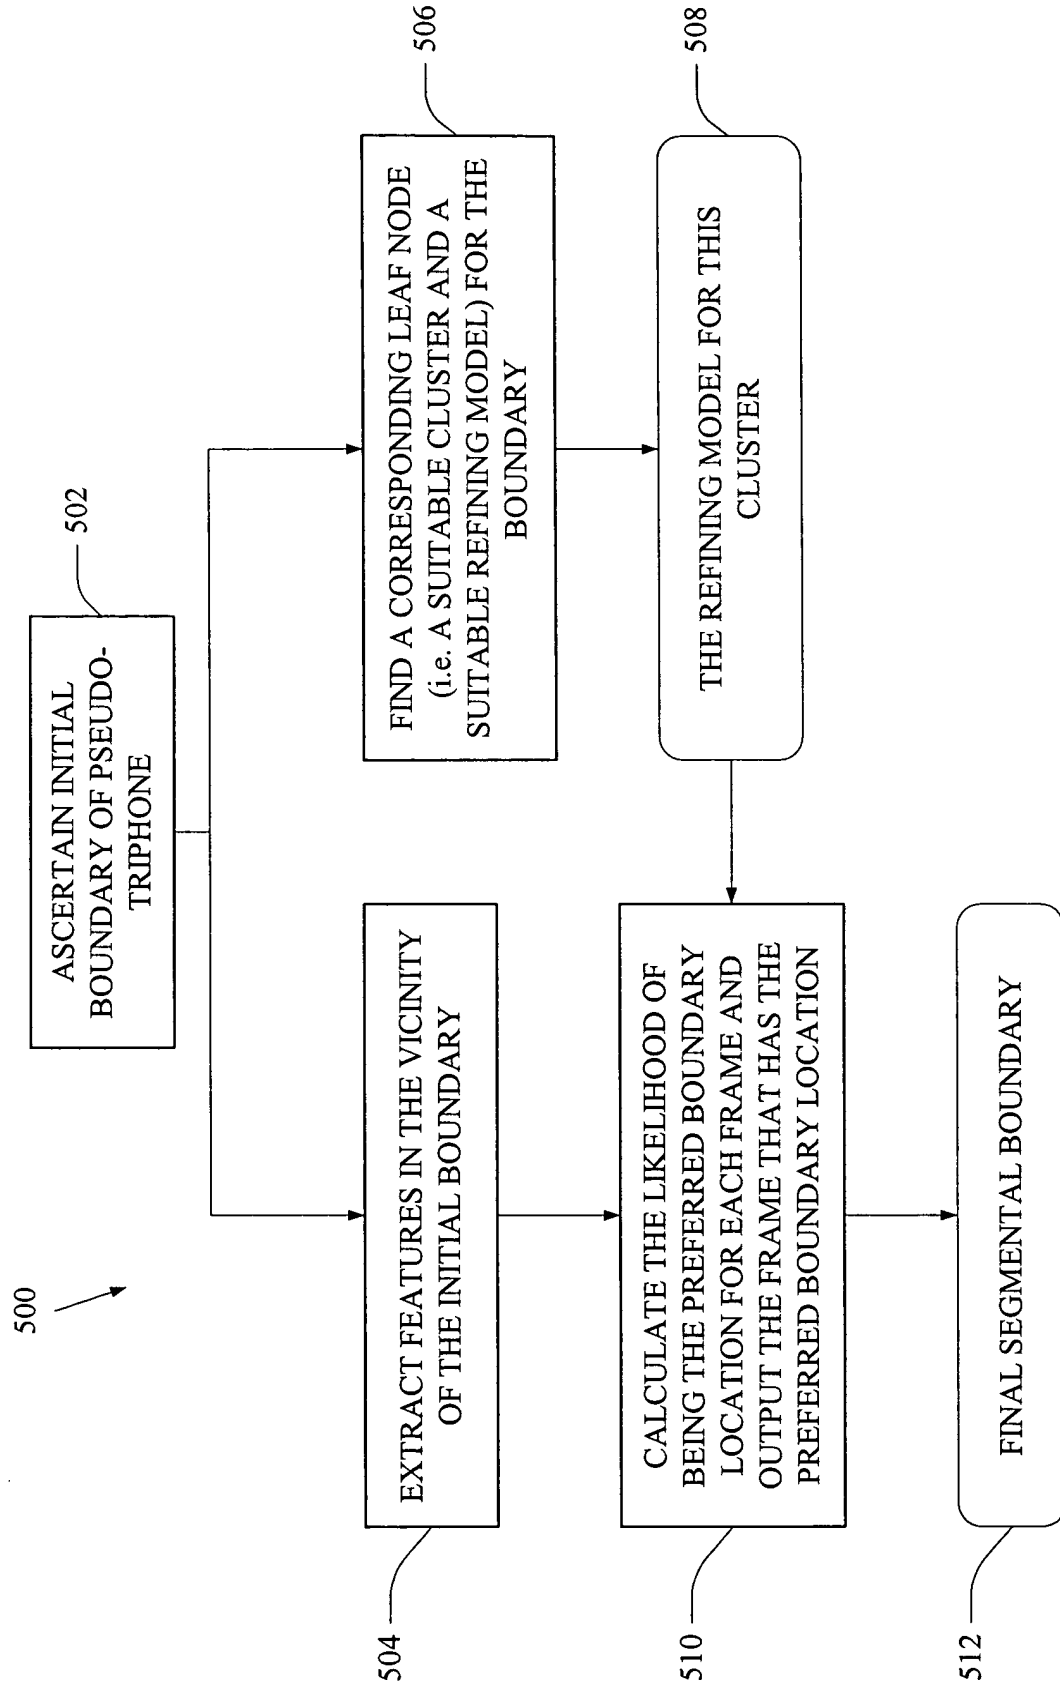 500
502
ASCERTAIN INITIAL
BOUNDARY OF PSEUDO-
TRIPHONE
504
EXTRACT FEATURES IN THE VICINITY
OF THE INITIAL BOUNDARY
506
FIND A CORRESPONDING LEAF NODE
(i.e. A SUITABLE CLUSTER AND A
SUITABLE REFINING MODEL) FOR THE
BOUNDARY
508
THE REFINING MODEL FOR THIS
CLUSTER
510
CALCULATE THE LIKELIHOOD OF
BEING THE PREFERRED BOUNDARY
LOCATION FOR EACH FRAME AND
OUTPUT THE FRAME THAT HAS THE
PREFERRED BOUNDARY LOCATION
512
FINAL SEGMENTAL BOUNDARY